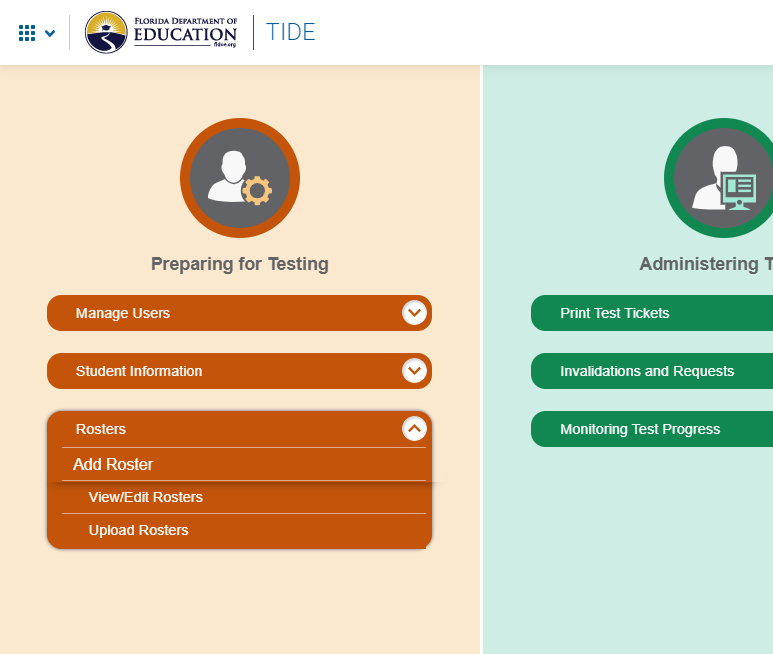 FLORIDA DEPARTMENT OF
EDUCATION
fldoe.org
TIDE
Preparing for Testing
Manage Users
Student Information
Rosters
Add Roster
View/Edit Rosters
Upload Rosters
Administering T
Print Test Tickets
Invalidations and Requests
Monitoring Test Progress